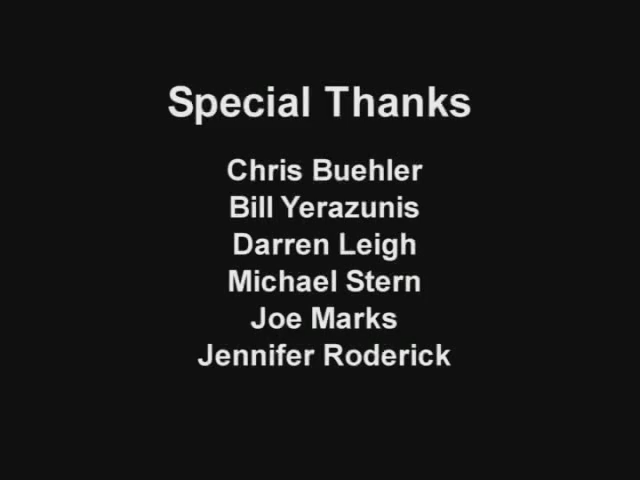 Special Thanks
Chris Buehler
Bill Yerazunis
Darren Leigh
Michael Stern
Joe Marks
Jennifer Roderick